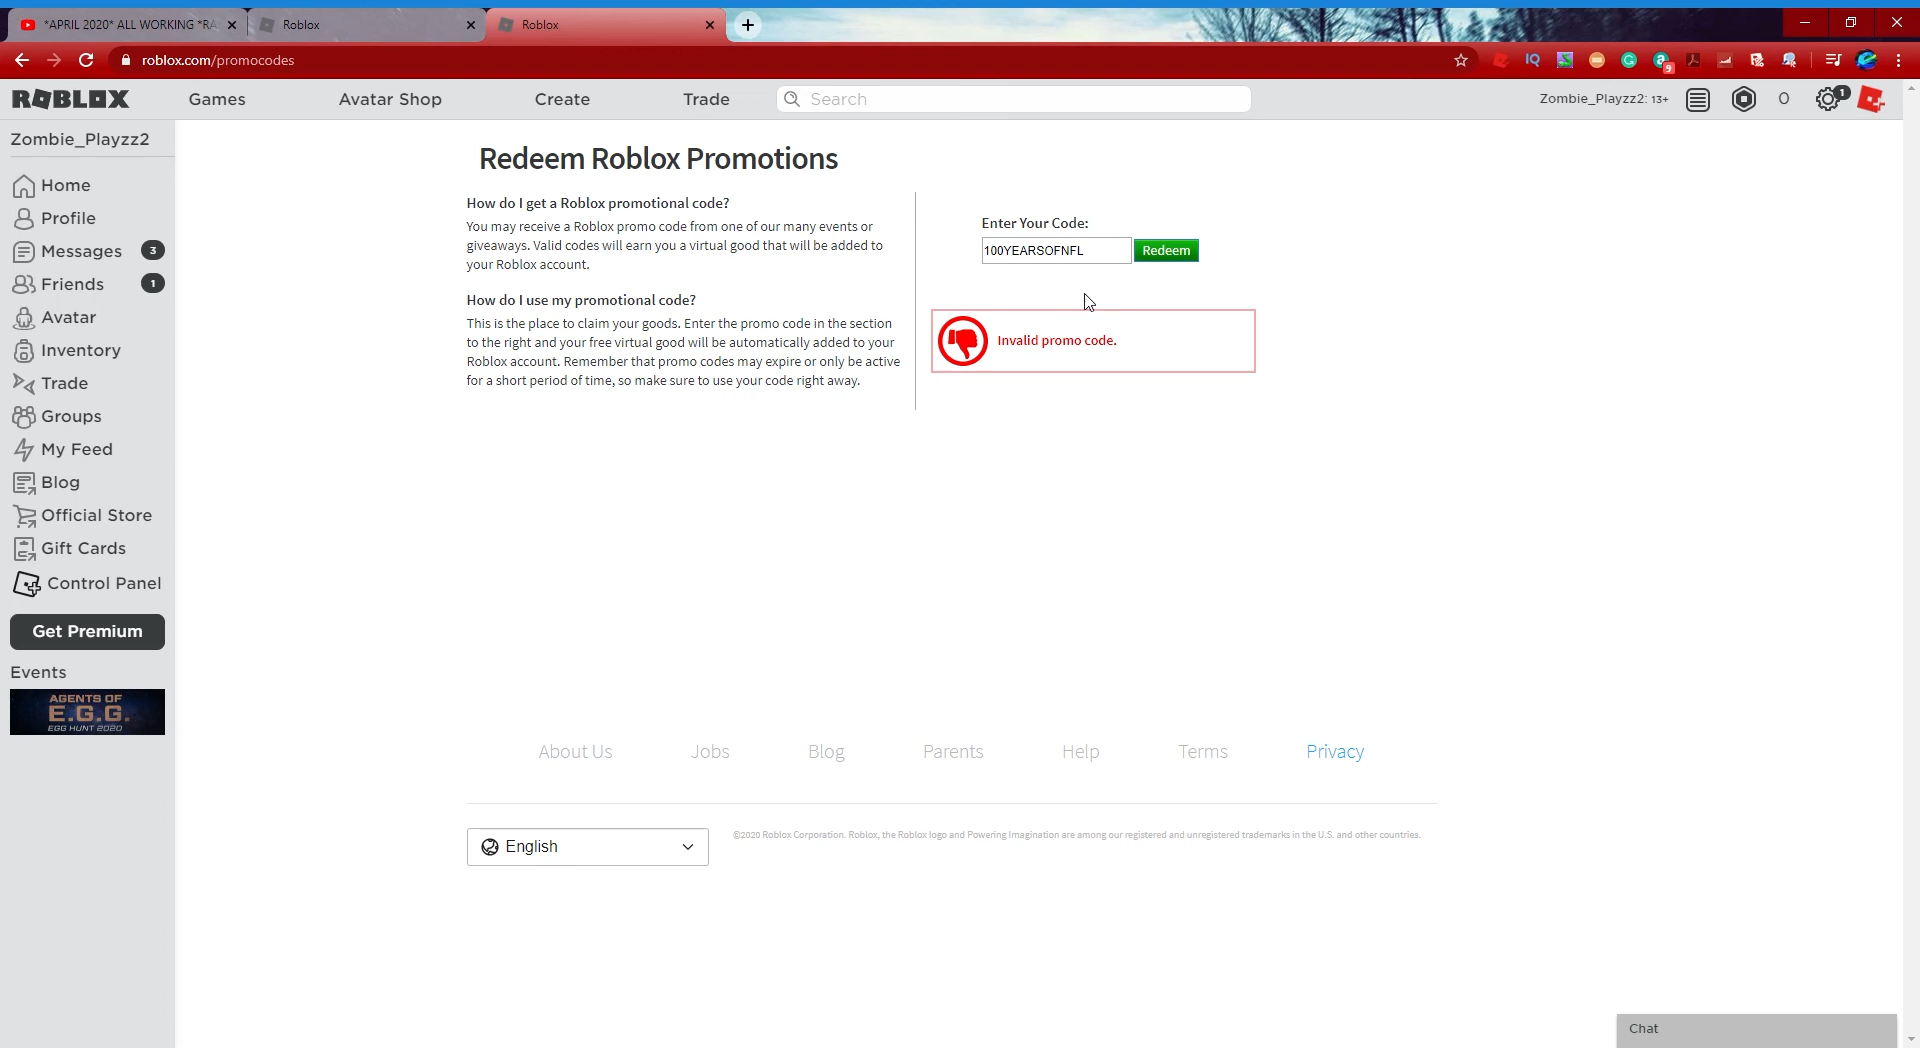 *APRIL 2020* ALL WORKING *RA
Roblox
Roblox
roblox.com/promocodes
IQ
9
ROBLOX
Games
Avatar Shop
Create
Trade
Search
Zombie_Playzz2: 13+
0
1
Zombie_Playzz2
Home
Profile
Messages 3
Friends 1
Avatar
Inventory
Trade
Groups
My Feed
Blog
Official Store
Gift Cards
Control Panel
Get Premium
Events
AGENTS OF
E.G.G.
EGG HUNT 2020
Redeem Roblox Promotions
How do I get a Roblox promotional code?
You may receive a Roblox promo code from one of our many events or
giveaways. Valid codes will earn you a virtual good that will be added to
your Roblox account.
How do I use my promotional code?
This is the place to claim your goods. Enter the promo code in the section
to the right and your free virtual good will be automatically added to your
Roblox account. Remember that promo codes may expire or only be active
for a short period of time, so make sure to use your code right away.
Enter Your Code:
100YEARSOFNFL Redeem
Invalid promo code.
About Us
Jobs
Blog
Parents
Help
Terms
Privacy
English
©2020 Roblox Corporation. Roblox, the Roblox logo and Powering Imagination are among our registered and unregistered trademarks in the U.S. and other countries.
Chat